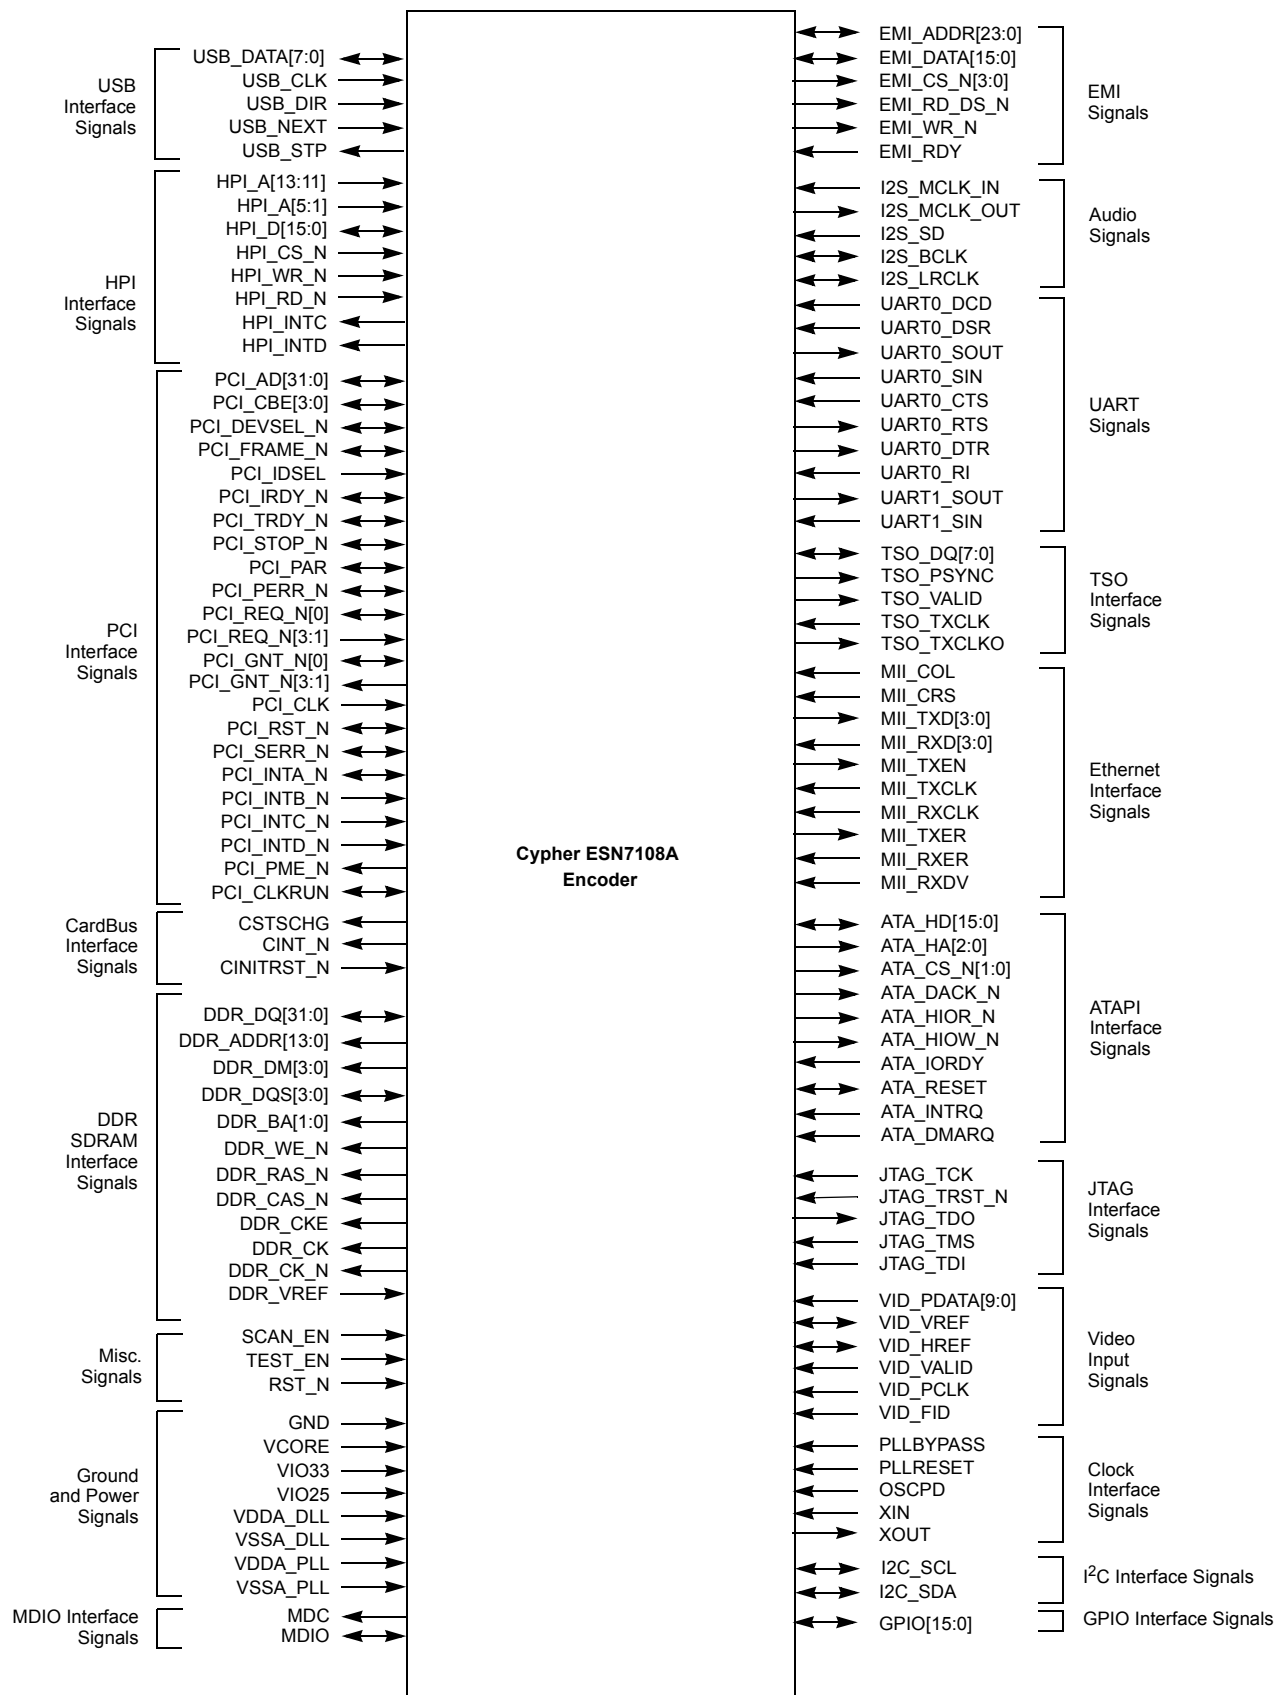 USB
Interface
Signals
USB_DATA[7:0]
USB_CLK
USB_DIR
USB_NEXT
USB_STP
HPI
Interface
Signals
HPI_A[13:11]
HPI_A[5:1]
HPI_D[15:0]
HPI_CS_N
HPI_WR_N
HPI_RD_N
HPI_INTC
HPI_INTD
PCI
Interface
Signals
PCI_AD[31:0]
PCI_CBE[3:0]
PCI_DEVSEL_N
PCI_FRAME_N
PCI_IDSEL
PCI_IRDY_N
PCI_TRDY_N
PCI_STOP_N
PCI_PAR
PCI_PERR_N
PCI_REQ_N[0]
PCI_REQ_N[3:1]
PCI_GNT_N[0]
PCI_GNT_N[3:1]
PCI_CLK
PCI_RST_N
PCI_SERR_N
PCI_INTA_N
PCI_INTB_N
PCI_INTC_N
PCI_INTD_N
PCI_PME_N
PCI_CLKRUN
CardBus
Interface
Signals
CSTSCHG
CINT_N
CINITRST_N
DDR
SDRAM
Interface
Signals
DDR_DQ[31:0]
DDR_ADDR[13:0]
DDR_DM[3:0]
DDR_DQS[3:0]
DDR_BA[1:0]
DDR_WE_N
DDR_RAS_N
DDR_CAS_N
DDR_CKE
DDR_CK
DDR_CK_N
DDR_VREF
Misc.
Signals
SCAN_EN
TEST_EN
RST_N
Ground
and Power
Signals
GND
VCORE
VIO33
VIO25
VDDA_DLL
VSSA_DLL
VDDA_PLL
VSSA_PLL
MDIO Interface
Signals
MDC
MDIO
Cypher ESN7108A
Encoder
EMI_ADDR[23:0]
EMI_DATA[15:0]
EMI_CS_N[3:0]
EMI_RD_DS_N
EMI_WR_N
EMI_RDY
EMI
Signals
I2S_MCLK_IN
I2S_MCLK_OUT
I2S_SD
I2S_BCLK
I2S_LRCLK
Audio
Signals
UART0_DCD
UART0_DSR
UART0_SOUT
UART0_SIN
UART0_CTS
UART0_RTS
UART0_DTR
UART0_RI
UART1_SOUT
UART1_SIN
UART
Signals
TSO_DQ[7:0]
TSO_PSYNC
TSO_VALID
TSO_TXCLK
TSO_TXCLKO
TSO
Interface
Signals
MII_COL
MII_CRS
MII_TXD[3:0]
MII_RXD[3:0]
MII_TXEN
MII_TXCLK
MII_RXCLK
MII_TXER
MII_RXER
MII_RXDV
Ethernet
Interface
Signals
ATA_HD[15:0]
ATA_HA[2:0]
ATA_CS_N[1:0]
ATA_DACK_N
ATA_HIOR_N
ATA_HIOW_N
ATA_IORDY
ATA_RESET
ATA_INTRQ
ATA_DMARQ
ATAPI
Interface
Signals
JTAG_TCK
JTAG_TRST_N
JTAG_TDO
JTAG_TMS
JTAG_TDI
JTAG
Interface
Signals
VID_PDATA[9:0]
VID_VREF
VID_HREF
VID_VALID
VID_PCLK
VID_FID
Video
Input
Signals
PLLBYPASS
PLLRESET
OSCPD
XIN
XOUT
Clock
Interface
Signals
I2C_SCL
I2C_SDA
I²C Interface Signals
GPIO[15:0]
GPIO Interface Signals